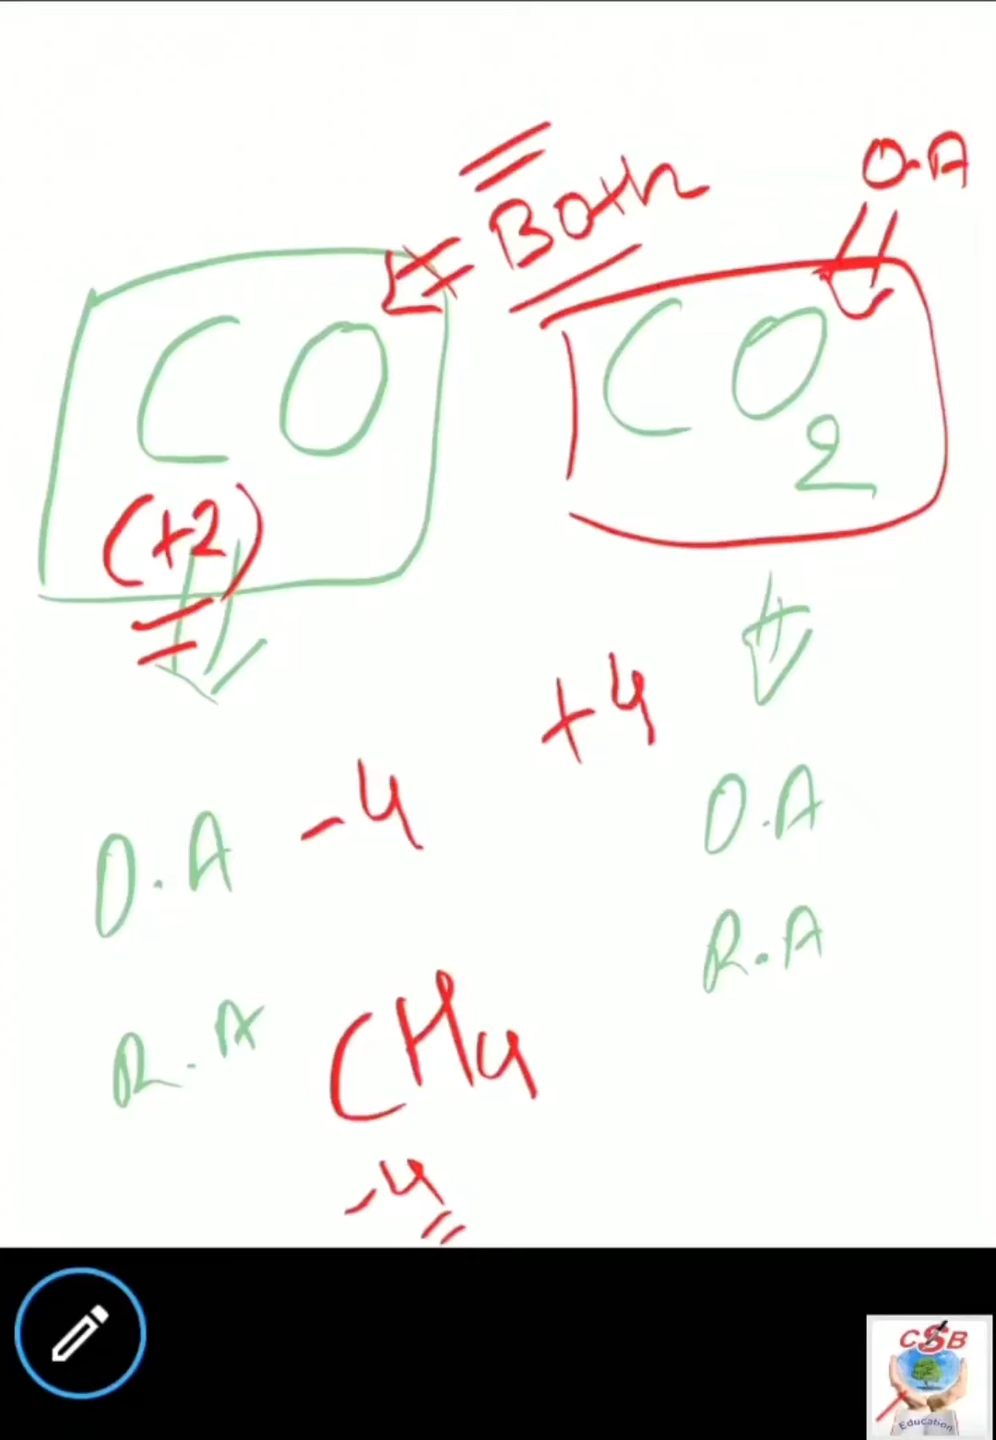 O.A
Both
CO
CO2
(+2)
+4
-4
O.A
O.A
R.A
R.A
CH4
-4
CSB
Education